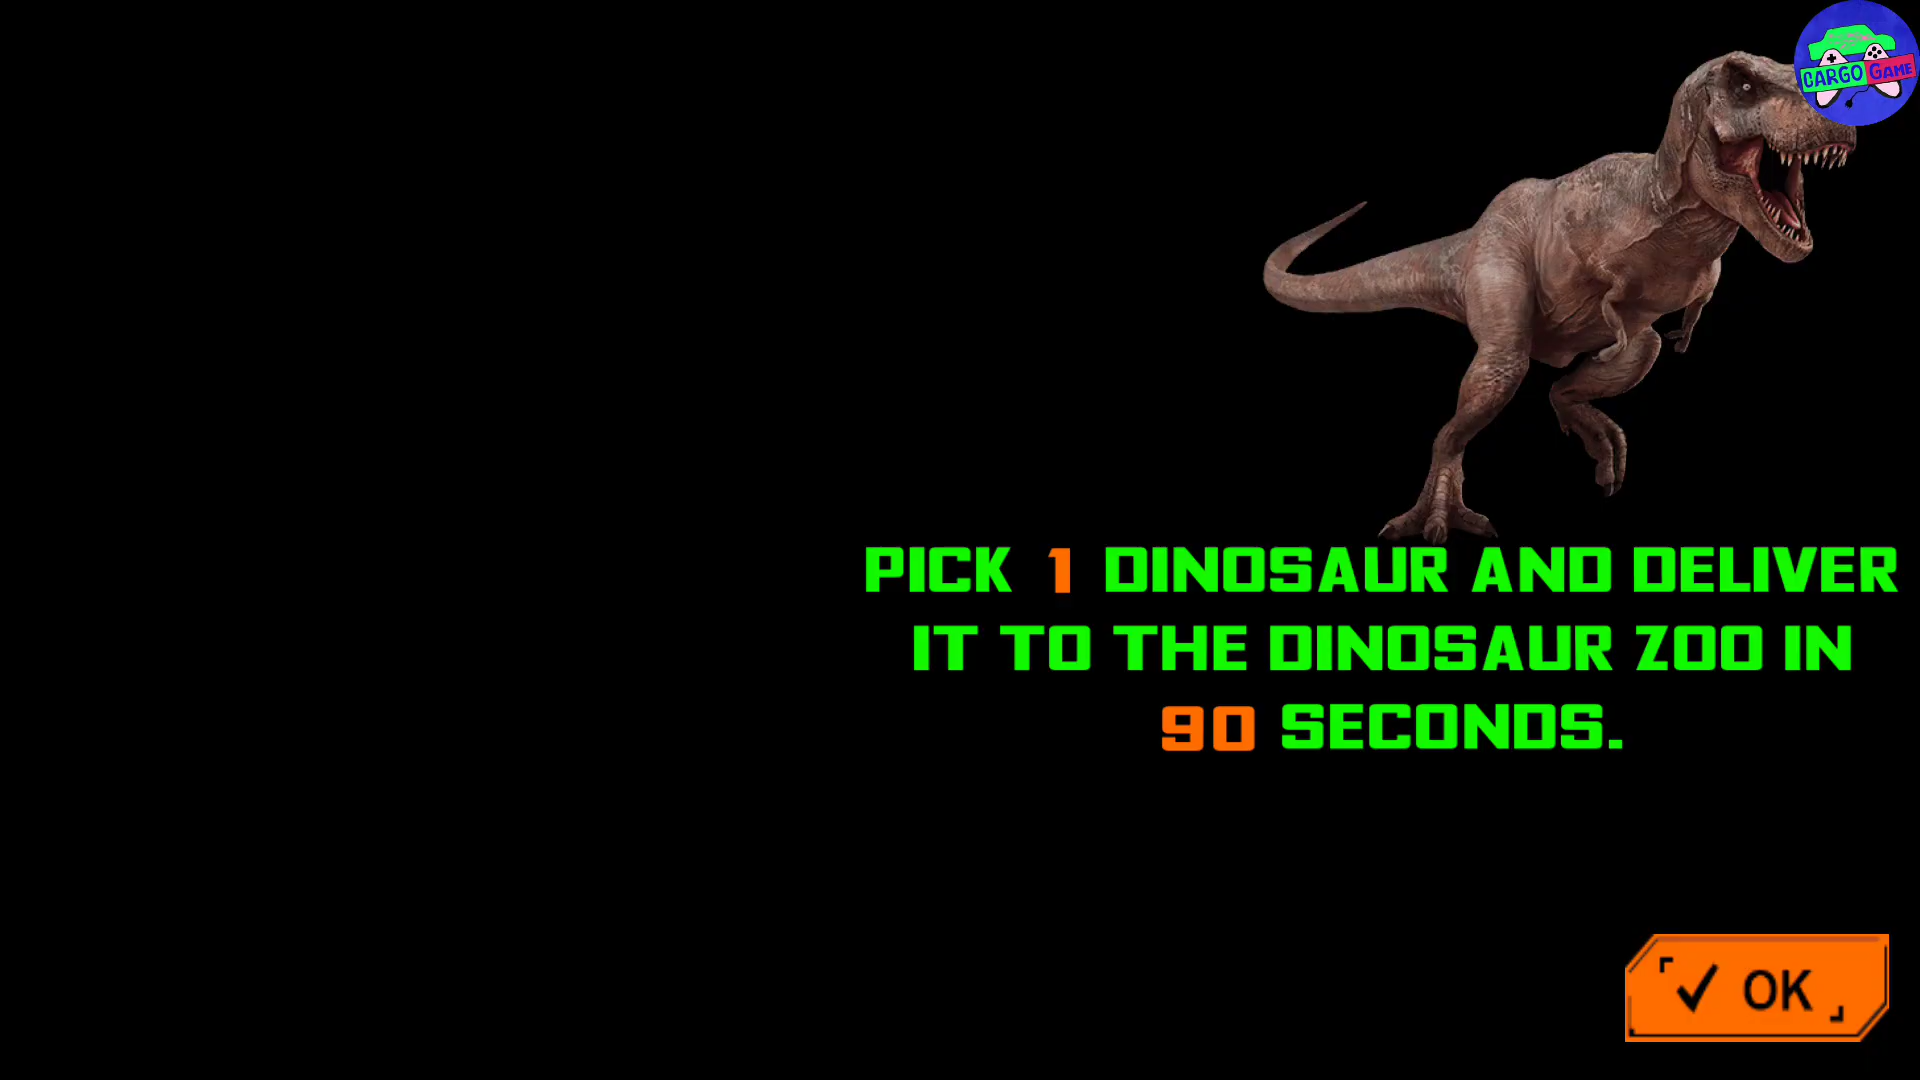 CARGO GAME
PICK 1 DINOSAUR AND DELIVER
IT TO THE DINOSAUR ZOO IN
90 SECONDS.
OK